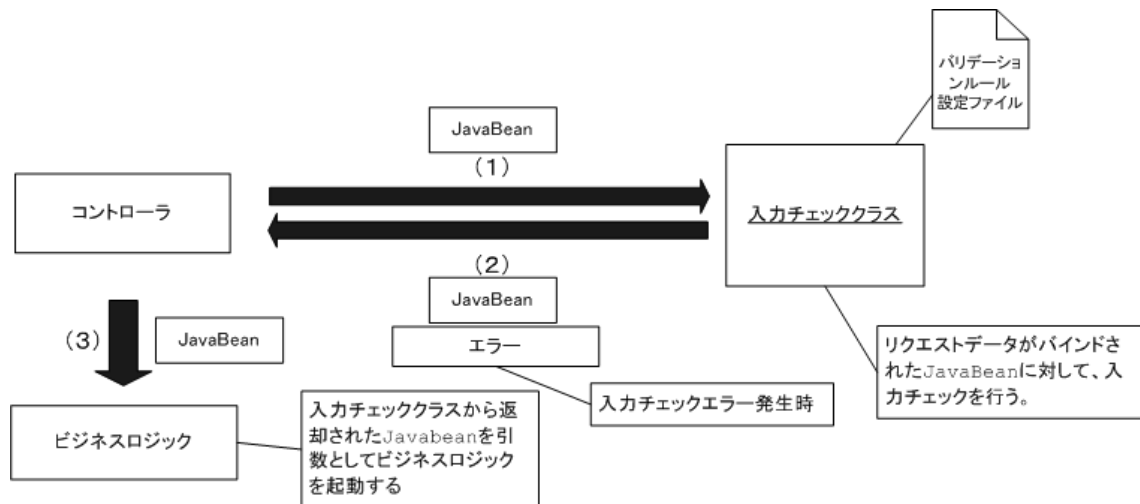 バリデーショ
ンルール
設定ファイル
JavaBean
(1)
コントローラ
入力チェッククラス
(2)
JavaBean
エラー
(3)
JavaBean
リクエストデータがバインドさ
れたJavaBeanに対して、入
力チェックを行う。
入力チェックエラー発生時
ビジネスロジック
入力チェッククラスから返
却されたJavabeanを引
数としてビジネスロジック
を起動する